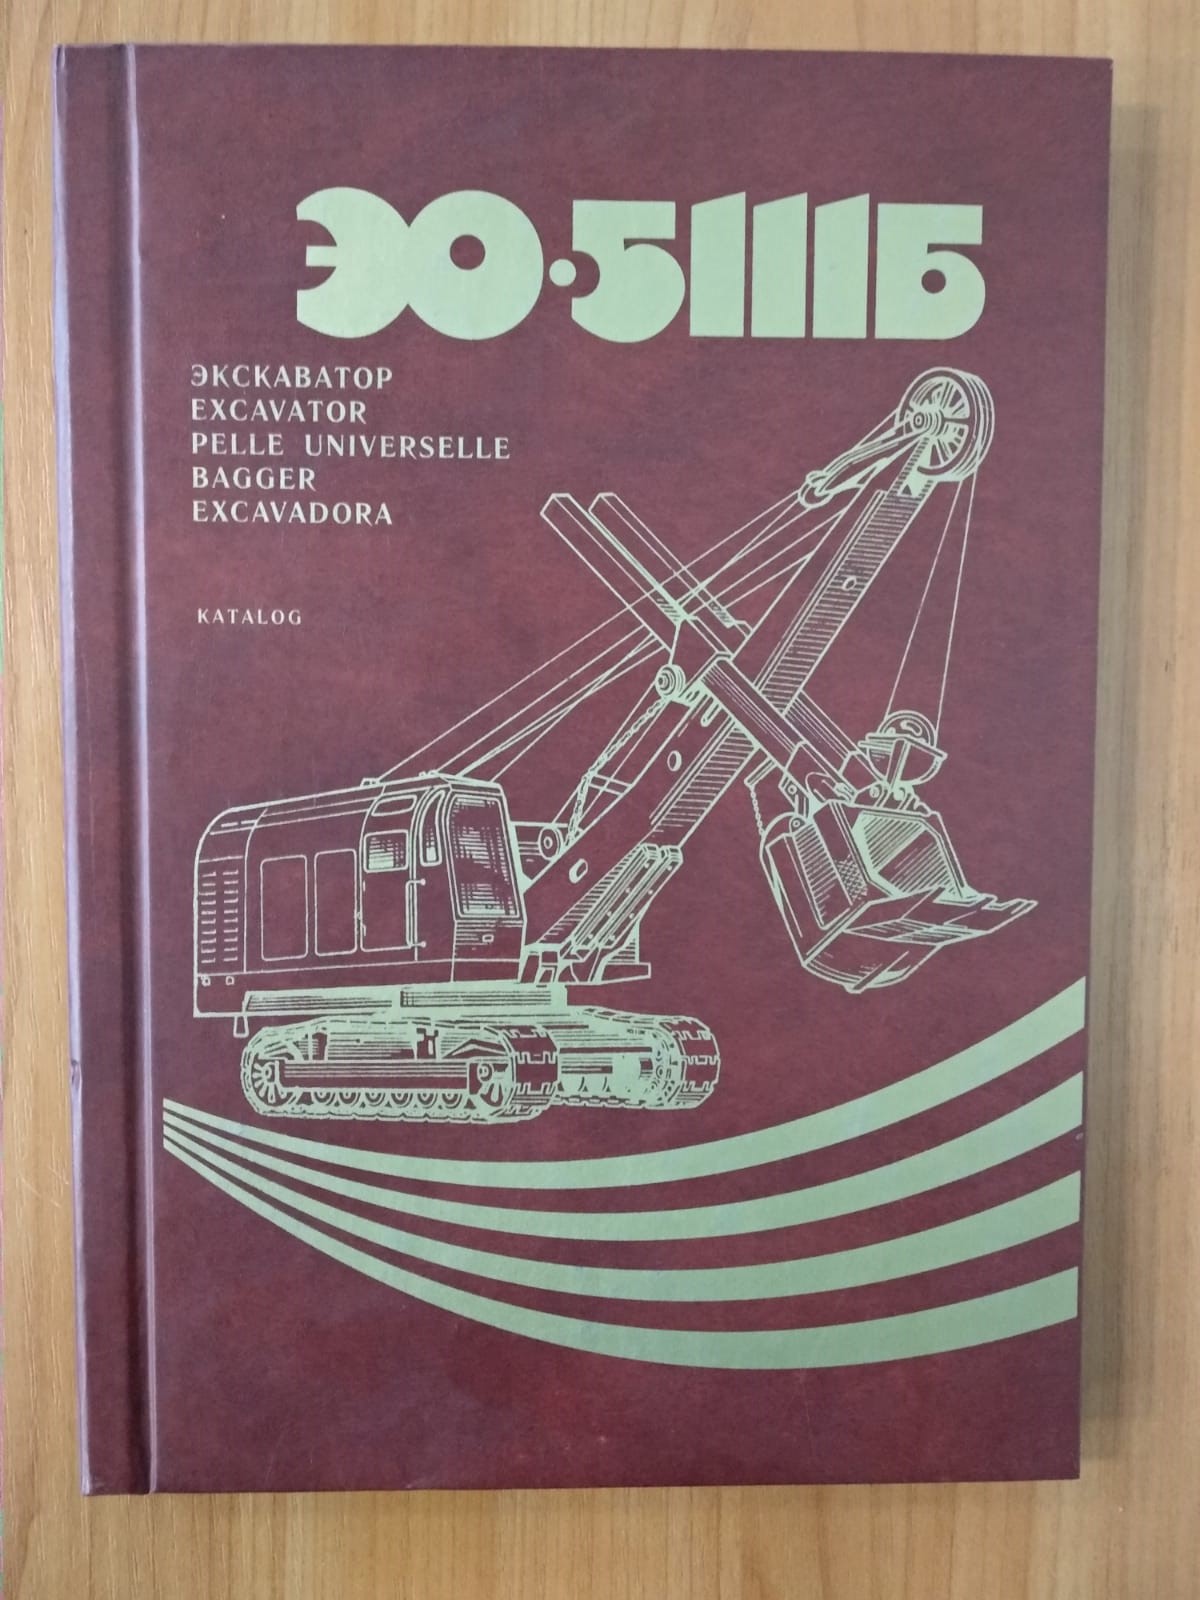 ЭО·5111Б
ЭКСКАВАТОР
EXCAVATOR
PELLE UNIVERSELLE
BAGGER
EXCAVADORA
KATALOG